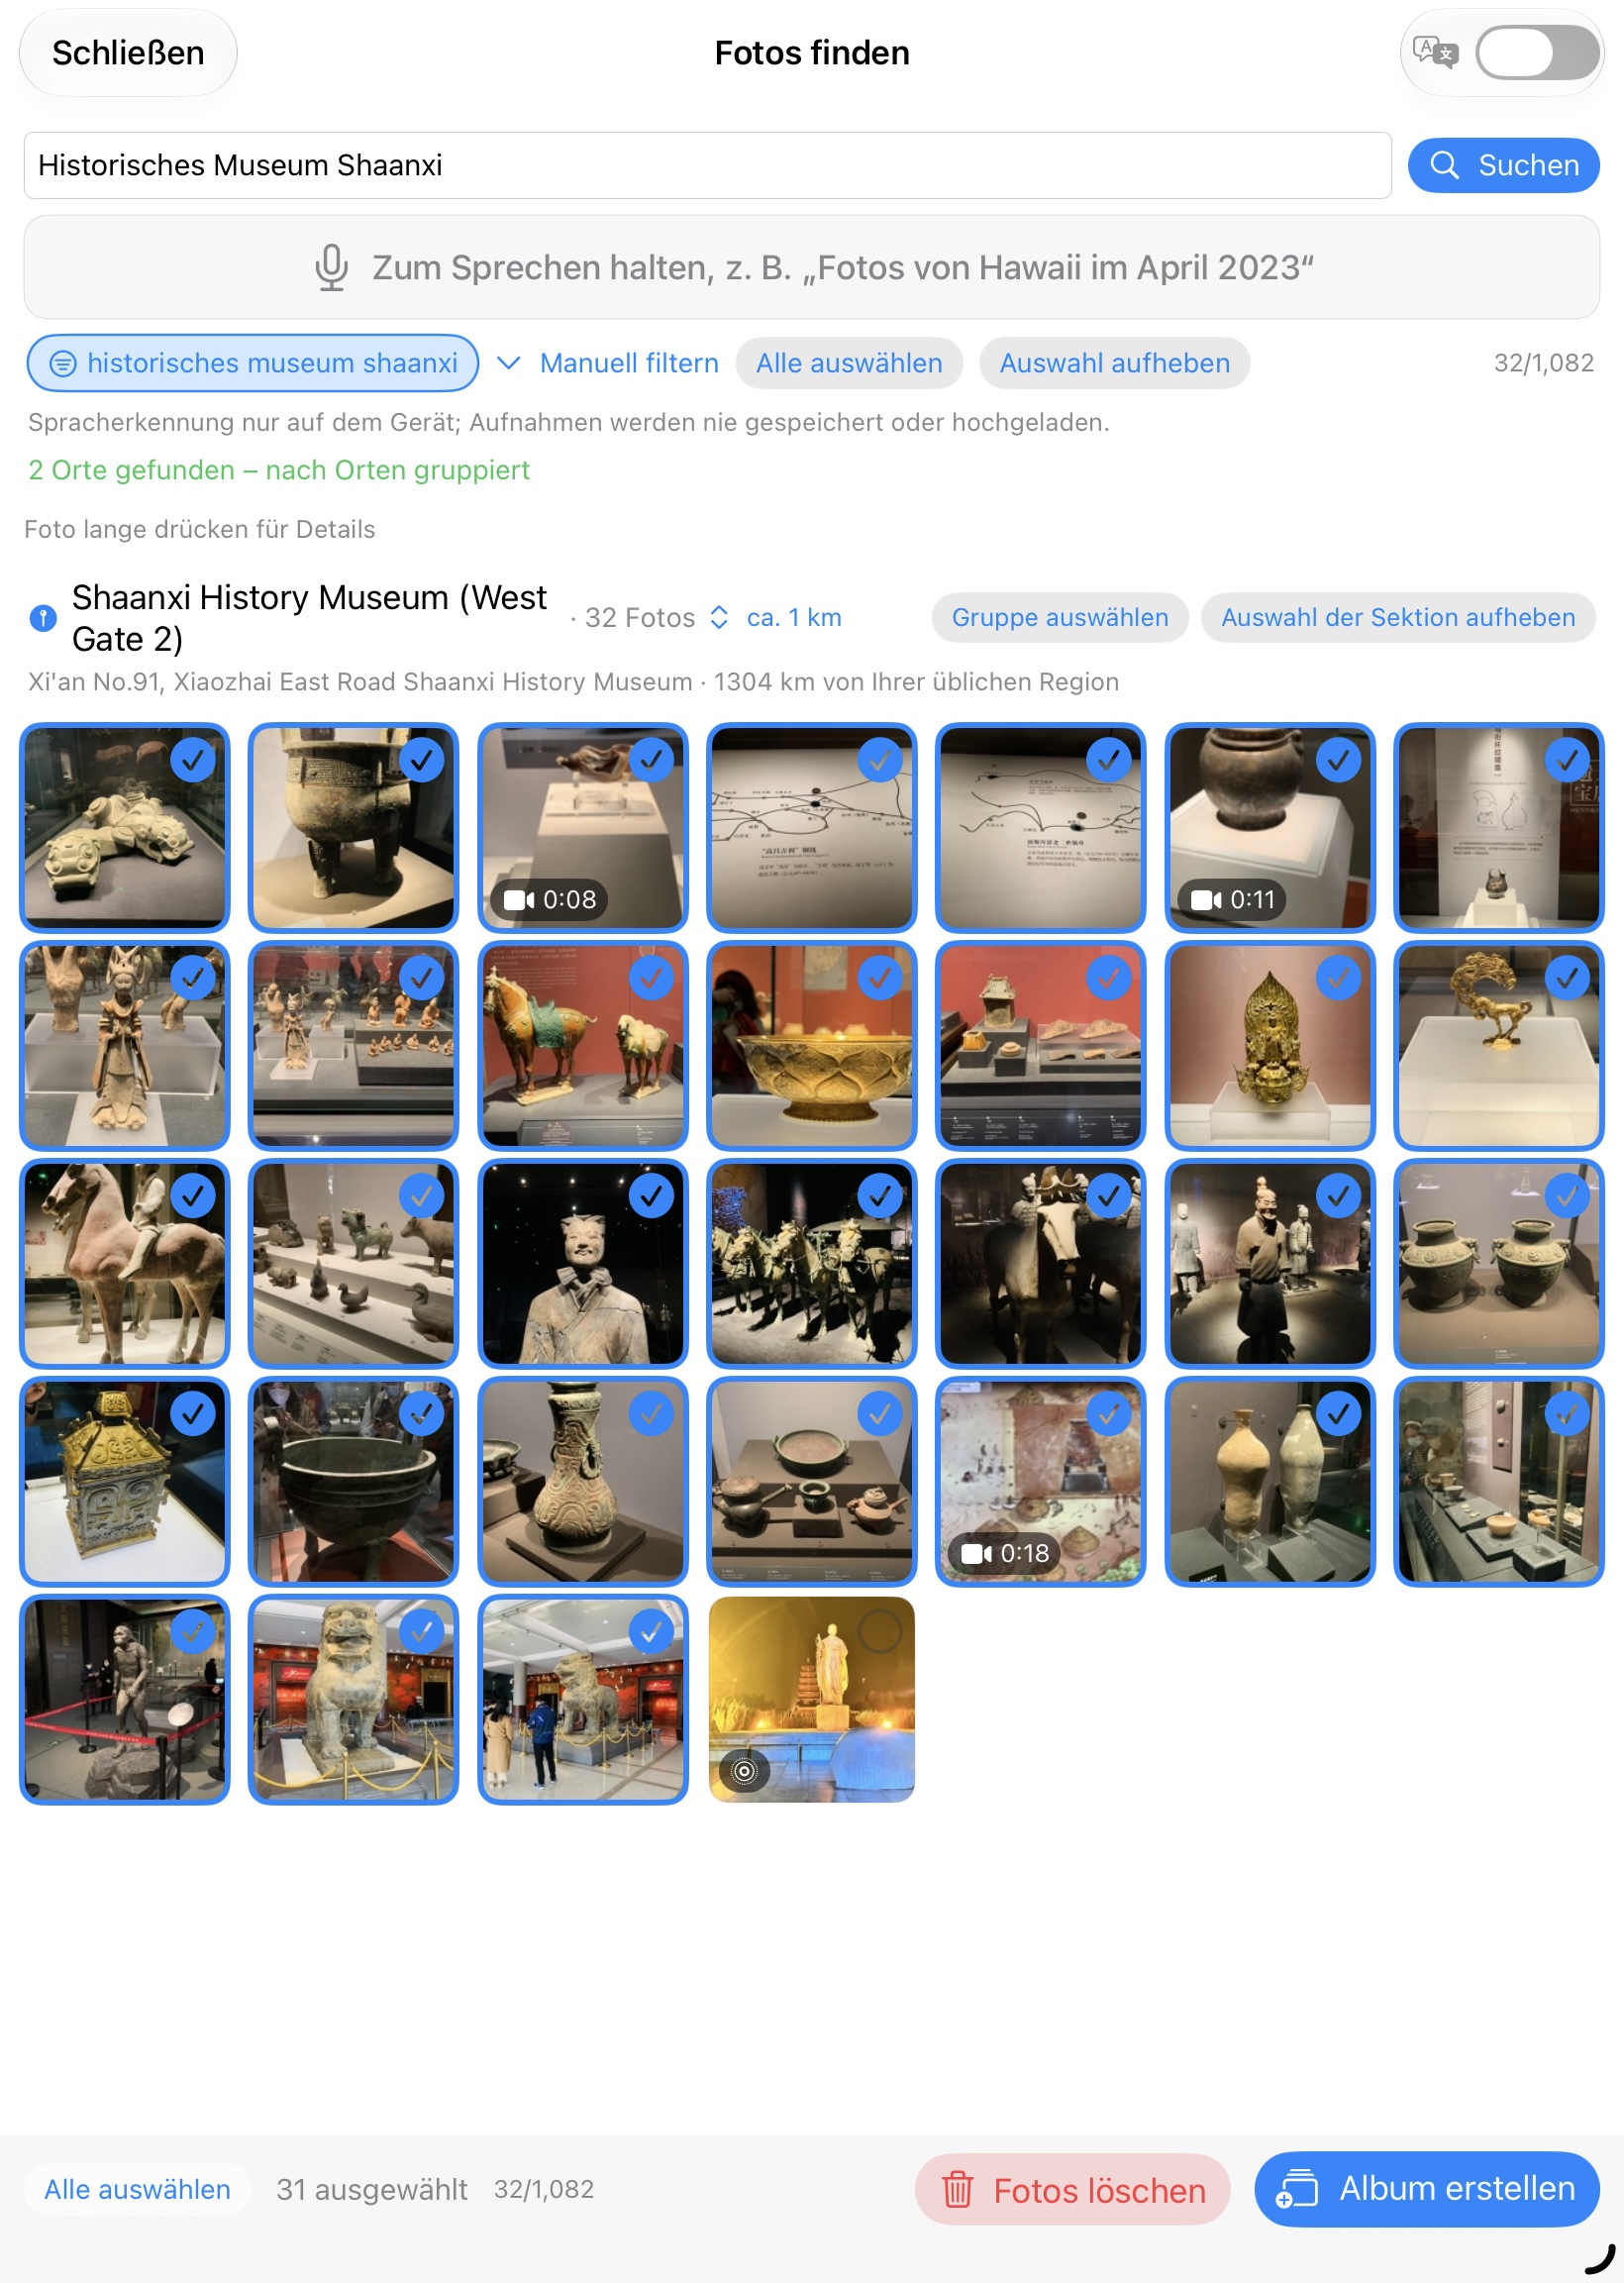 Schließen
Fotos finden
Historisches Museum Shaanxi
Suchen
Zum Sprechen halten, z. B. „Fotos von Hawaii im April 2023“
historisches museum shaanxi
Manuell filtern
Alle auswählen
Auswahl aufheben
32/1,082
Spracherkennung nur auf dem Gerät; Aufnahmen werden nie gespeichert oder hochgeladen.
2 Orte gefunden – nach Orten gruppiert
Foto lange drücken für Details
Shaanxi History Museum (West
Gate 2)
· 32 Fotos
ca. 1 km
Gruppe auswählen
Auswahl der Sektion aufheben
Xi'an No.91, Xiaozhai East Road Shaanxi History Museum · 1304 km von Ihrer üblichen Region
0:08
0:11
0:18
Alle auswählen
31 ausgewählt
32/1,082
Fotos löschen
Album erstellen